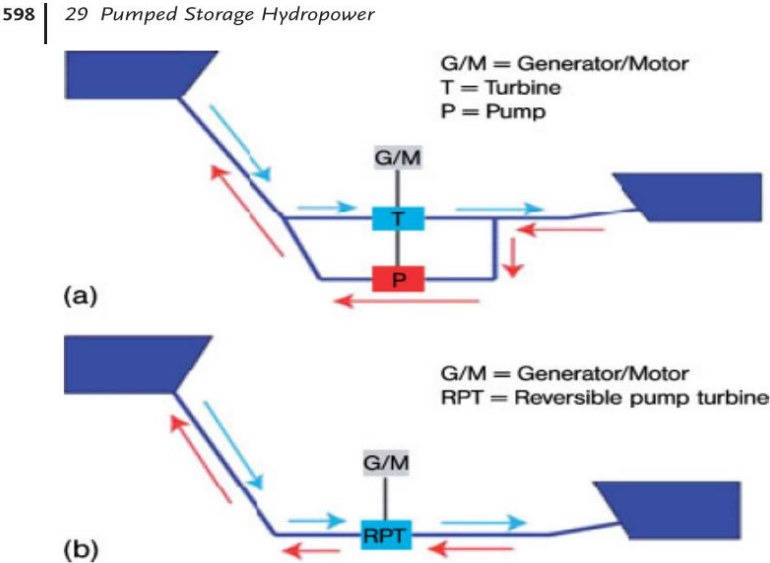 598 29 Pumped Storage Hydropower
G/M = Generator/Motor
T = Turbine
P = Pump
G/M
T
P
(a)
G/M = Generator/Motor
RPT = Reversible pump turbine
G/M
RPT
(b)